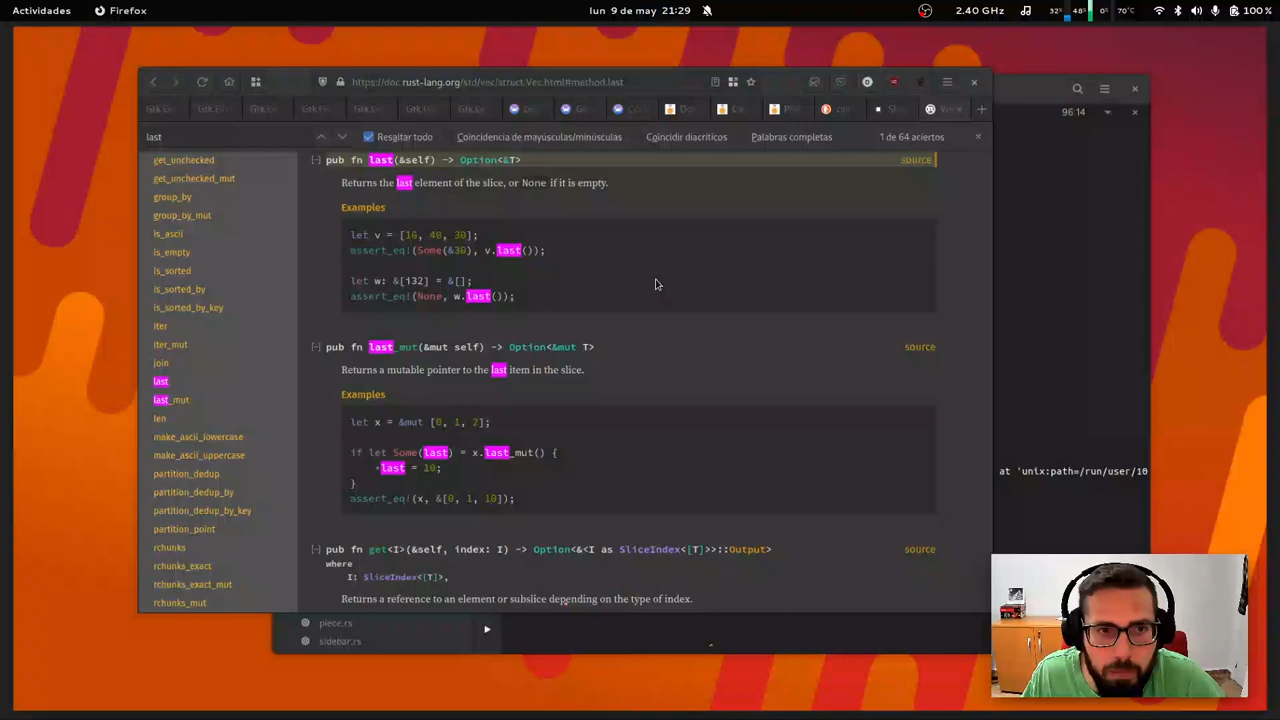 Actividades Firefox lun 9 de may 21:29 2.40 GHz 32% 48% 0% 70°C 100 %
https://doc.rust-lang.org/std/vec/struct.Vec.html#method.last
96:14
last Resaltar todo Coincidencia de mayúsculas/minúsculas Coincidir diacríticos Palabras completas 1 de 64 aciertos
get_unchecked
get_unchecked_mut
group_by
group_by_mut
is_ascii
is_empty
is_sorted
is_sorted_by
is_sorted_by_key
iter
iter_mut
join
last
last_mut
len
make_ascii_lowercase
make_ascii_uppercase
partition_dedup
partition_dedup_by
partition_dedup_by_key
partition_point
rchunks
rchunks_exact
rchunks_exact_mut
rchunks_mut
[-] pub fn last(&self) -> Option<&T> source
Returns the last element of the slice, or None if it is empty.
Examples
let v = [10, 40, 30];
assert_eq!(Some(&30), v.last());
let w: &[i32] = &[];
assert_eq!(None, w.last());
[-] pub fn last_mut(&mut self) -> Option<&mut T> source
Returns a mutable pointer to the last item in the slice.
Examples
let x = &mut [0, 1, 2];
if let Some(last) = x.last_mut() {
*last = 10;
}
assert_eq!(x, &[0, 1, 10]);
[-] pub fn get<I>(&self, index: I) -> Option<&<I as SliceIndex<[T]>>::Output> source
where
I: SliceIndex<[T]>,
Returns a reference to an element or subslice depending on the type of index.
at 'unix:path=/run/user/10
piece.rs
sidebar.rs